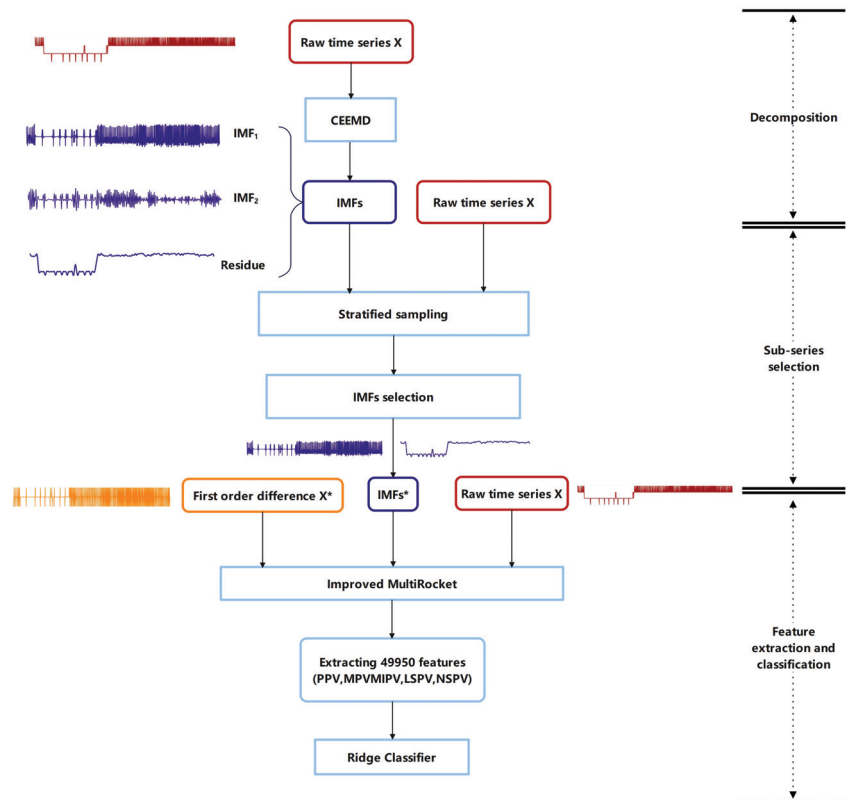 Raw time series X
CEEMD
Decomposition
IMF1
IMF2
IMFs
Raw time series X
Residue
Stratified sampling
Sub-series
selection
IMFs selection
First order difference X*
IMFs*
Raw time series X
Improved MultiRocket
Feature
extraction and
classification
Extracting 49950 features
(PPV,MPVMIPV,LSPV,NSPV)
Ridge Classifier